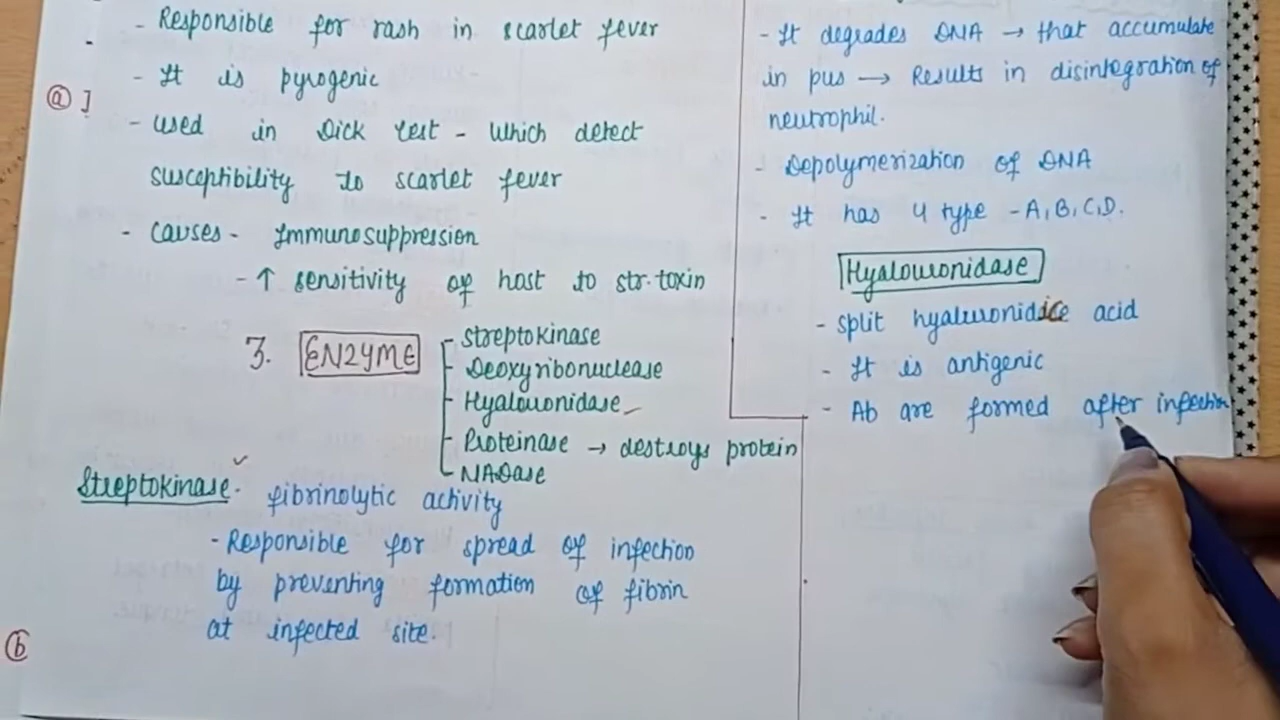 - Responsible for rash in scarlet fever
-
- It is pyrogenic
ⓐ]
- used in Dick test - which detect
susceptibility to scarlet fever
- causes - Immunosuppression
- ↑ sensitivity of host to str. toxin
3. ENZYME
- Streptokinase
- Deoxyribonuclease
- Hyalouronidase
- Proteinase → destroys protein
- NADase
Streptokinase - fibrinolytic activity
- Responsible for spread of infection
by preventing formation of fibrin
at infected site.
ⓑ
- It degrades DNA → that accumulate
in pus → Results in disintegration of
neutrophil.
- Depolymerization of DNA
- It has 4 type - A, B, C, D.
Hyalouronidase
- split hyaluronidice acid
- It is antigenic
- Ab are formed after infection